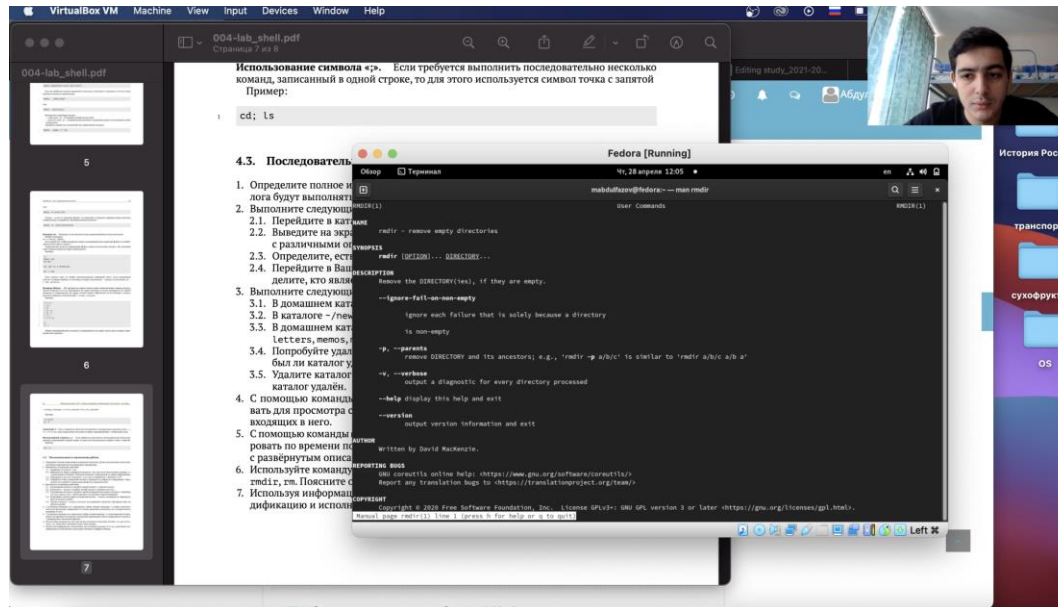 VirtualBox VM Machine View Input Devices Window Help
004-lab_shell.pdf
Страница 7 из 8
004-lab_shell.pdf
5
6
7
Использование символа «;». Если требуется выполнить последовательно несколько
команд, записанный в одной строке, то для этого используется символ точка с запятой
Пример:
1 cd; ls
4.3. Последователь
1. Определите полное и
лога будут выполнят
2. Выполните следующи
2.1. Перейдите в кат
2.2. Выведите на экра
с различными оп
2.3. Определите, ест
2.4. Перейдите в Ваш
делите, кто явля
3. Выполните следующи
3.1. В домашнем ката
3.2. В каталоге ~/new
3.3. В домашнем ката
letters, memos,
3.4. Попробуйте удал
был ли каталог у
3.5. Удалите каталог
каталог удалён.
4. С помощью команды
вать для просмотра с
входящих в него.
5. С помощью команды
ровать по времени по
с развёрнутым описа
6. Используйте команду
rmdir, rm. Поясните о
7. Используя информац
дификацию и исполн
Editing study_2021-20...
Абдул
Fedora [Running]
Обзор Терминал Чт, 28 апреля 12:05 en
mabdulfazov@fedora:~ — man rmdir
RMDIR(1) User Commands RMDIR(1)
NAME
rmdir - remove empty directories
SYNOPSIS
rmdir [OPTION]... DIRECTORY...
DESCRIPTION
Remove the DIRECTORY(ies), if they are empty.
--ignore-fail-on-non-empty
ignore each failure that is solely because a directory
is non-empty
-p, --parents
remove DIRECTORY and its ancestors; e.g., 'rmdir -p a/b/c' is similar to 'rmdir a/b/c a/b a'
-v, --verbose
output a diagnostic for every directory processed
--help display this help and exit
--version
output version information and exit
AUTHOR
Written by David MacKenzie.
REPORTING BUGS
GNU coreutils online help: <https://www.gnu.org/software/coreutils/>
Report any translation bugs to <https://translationproject.org/team/>
COPYRIGHT
Copyright © 2020 Free Software Foundation, Inc. License GPLv3+: GNU GPL version 3 or later <https://gnu.org/licenses/gpl.html>.
Manual page rmdir(1) line 1 (press h for help or q to quit)
Left ⌘
История Рос
транспор
сухофрук
OS